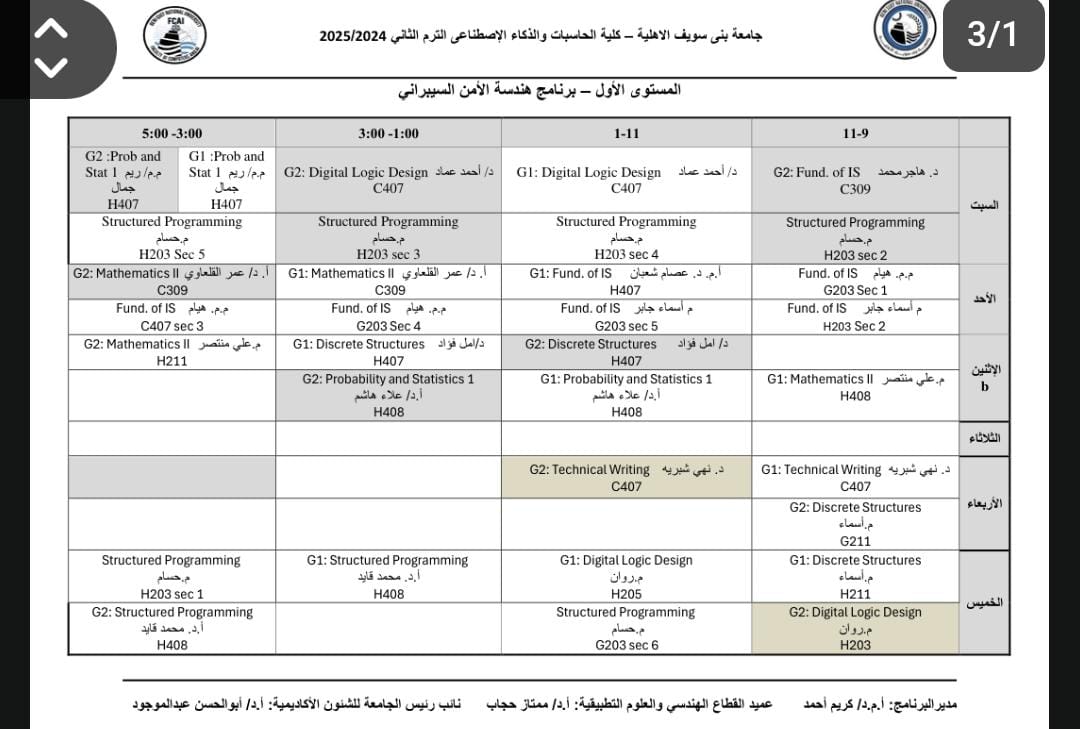 3/1
FCAI
جامعة بنى سويف الاهلية – كلية الحاسبات والذكاء الإصطناعى الترم الثاني 2025/2024
المستوى الأول – برنامج هندسة الأمن السيبراني
11-9
1-11
3:00 -1:00
5:00 -3:00
السبت
G2: Fund. of IS د. هاجر محمد
C309
G1: Digital Logic Design د/ أحمد عماد
C407
G2: Digital Logic Design د/ أحمد عماد
C407
G1 :Prob and
Stat 1 م.م/ ريم
جمال
H407
G2 :Prob and
Stat 1 م.م/ ريم
جمال
H407
Structured Programming
م.حسام
H203 sec 2
Structured Programming
م.حسام
H203 sec 4
Structured Programming
م.حسام
H203 sec 3
Structured Programming
م.حسام
H203 Sec 5
الأحد
Fund. of IS م.م. هيام
G203 Sec 1
G1: Fund. of IS أ.م.د. عصام شعبان
H407
G1: Mathematics II أ. د/ عمر القلعاوي
C309
G2: Mathematics II أ. د/ عمر القلعاوي
C309
Fund. of IS م أسماء جابر
H203 Sec 2
Fund. of IS م أسماء جابر
G203 sec 5
Fund. of IS م.م. هيام
G203 Sec 4
Fund. of IS م.م. هيام
C407 sec 3
الإثنين
b
G2: Discrete Structures د/ امل فؤاد
H407
G1: Discrete Structures د/امل فؤاد
H407
G2: Mathematics II م.علي منتصر
H211
G1: Mathematics II م.علي منتصر
H408
G1: Probability and Statistics 1
أ.د/ علاء هاشم
H408
G2: Probability and Statistics 1
أ.د/ علاء هاشم
H408
الثلاثاء
الأربعاء
G1: Technical Writing د. نهي شبريه
C407
G2: Technical Writing د. نهي شبريه
C407
G2: Discrete Structures
م.أسماء
G211
الخميس
G1: Discrete Structures
م.أسماء
H211
G1: Digital Logic Design
م.روان
H205
G1: Structured Programming
أ.د. محمد قايد
H408
Structured Programming
م.حسام
H203 sec 1
G2: Digital Logic Design
م.روان
H203
Structured Programming
م.حسام
G203 sec 6
G2: Structured Programming
أ.د. محمد قايد
H408
مديرالبرنامج: أ.م.د/ كريم أحمد عميد القطاع الهندسي والعلوم التطبيقية: أ.د/ ممتاز حجاب نائب رئيس الجامعة للشئون الأكاديمية: أ.د/ أبوالحسن عبدالموجود